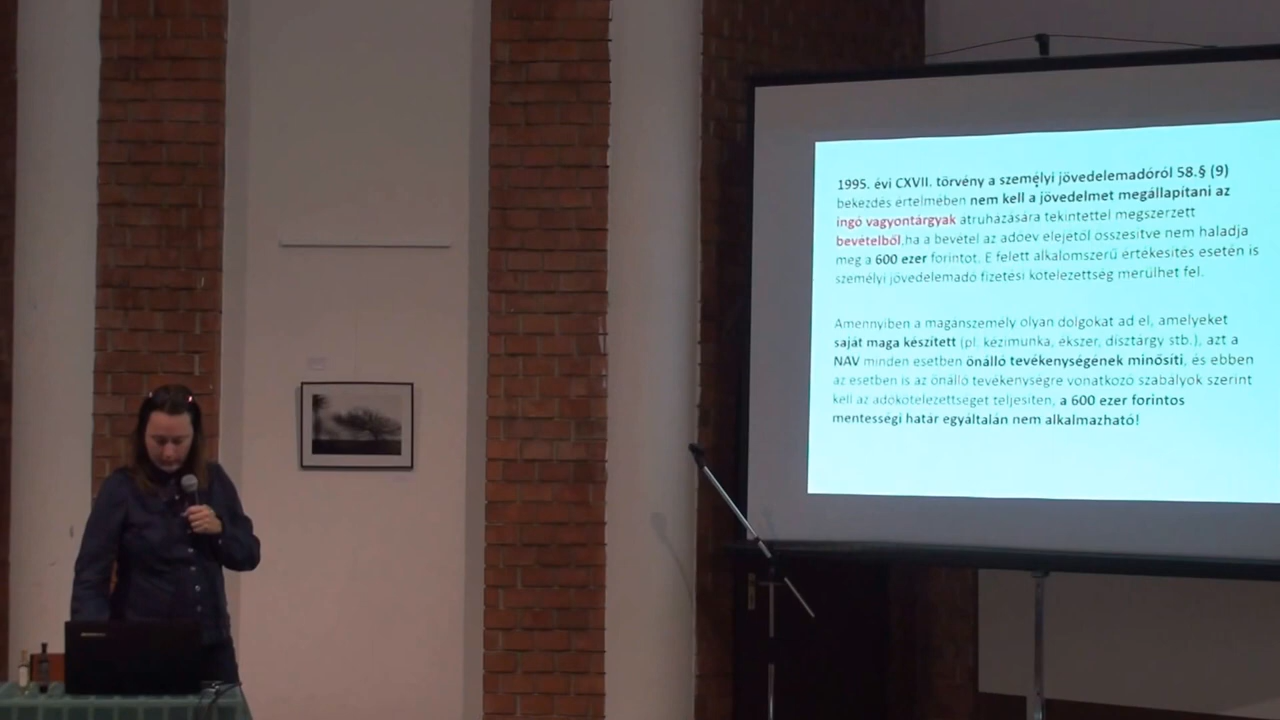 1995. évi CXVII. törvény a személyi jövedelemadóról 58.§ (9)
bekezdés értelmében nem kell a jövedelmet megállapítani az
ingó vagyontárgyak átruházására tekintettel megszerzett
bevételből,ha a bevétel az adóév elejétől összesítve nem haladja
meg a 600 ezer forintot. E felett alkalomszerű értékesítés esetén is
személyi jövedelemadó fizetési kötelezettség merülhet fel.
Amennyiben a magánszemély olyan dolgokat ad el, amelyeket
saját maga készített (pl. kézimunka, ékszer, dísztárgy stb.), azt a
NAV minden esetben önálló tevékenységének minősíti, és ebben
az esetben is az önálló tevékenységre vonatkozó szabályok szerint
kell az adókötelezettséget teljesíteni, a 600 ezer forintos
mentességi határ egyáltalán nem alkalmazható!